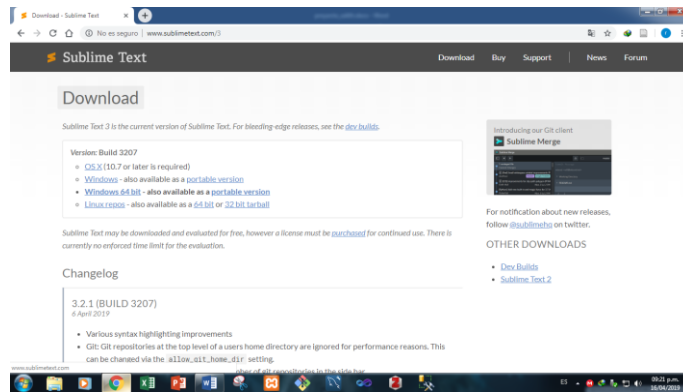 Download - Sublime Text
No es seguro | www.sublimetext.com/3
Sublime Text
Download Buy Support News Forum
Download
Sublime Text 3 is the current version of Sublime Text. For bleeding-edge releases, see the dev builds.
Version: Build 3207
OS X (10.7 or later is required)
Windows - also available as a portable version
Windows 64 bit - also available as a portable version
Linux repos - also available as a 64 bit or 32 bit tarball
Sublime Text may be downloaded and evaluated for free, however a license must be purchased for continued use. There is
currently no enforced time limit for the evaluation.
Changelog
3.2.1 (BUILD 3207)
6 April 2019
Various syntax highlighting improvements
Git: Git repositories at the top level of a users home directory are ignored for performance reasons. This
can be changed via the allow_git_home_dir setting.
ber of git repositories in the side bar
Introducing our Git client
Sublime Merge
For notification about new releases,
follow @sublimehq on twitter.
OTHER DOWNLOADS
Dev Builds
Sublime Text 2
www.sublimetext.com
ES
09:21 p.m.
16/04/2019